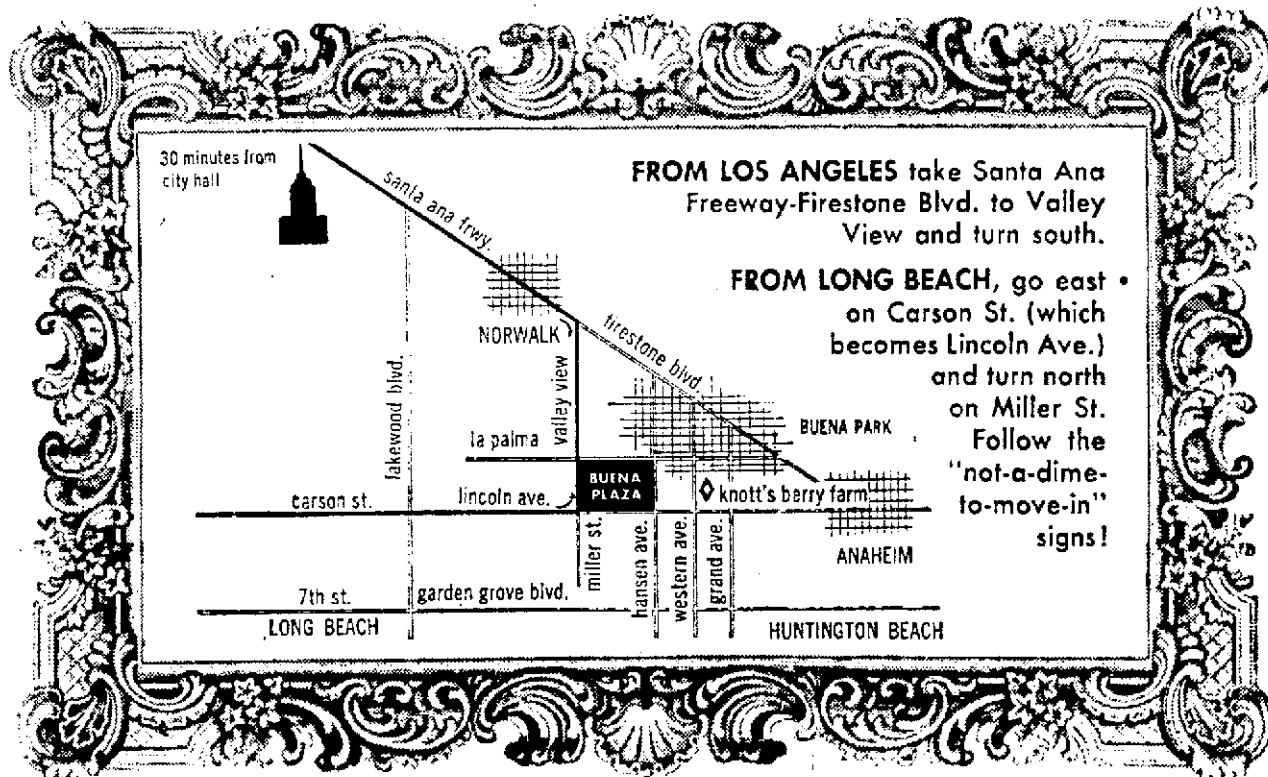 30 minutes from
city hall
santa ana frwy.
FROM LOS ANGELES take Santa Ana
Freeway-Firestone Blvd. to Valley
View and turn south.
FROM LONG BEACH, go east •
on Carson St. (which
becomes Lincoln Ave.)
and turn north
on Miller St.
Follow the
"not-a-dime-
to-move-in"
signs!
NORWALK
firestone blvd.
lakewood blvd.
valley view
la palma
BUENA PARK
BUENA
PLAZA
carson st.
lincoln ave.
knott's berry farm
ANAHEIM
miller st.
hansen ave.
western ave.
grand ave.
7th st.
garden grove blvd.
LONG BEACH
HUNTINGTON BEACH